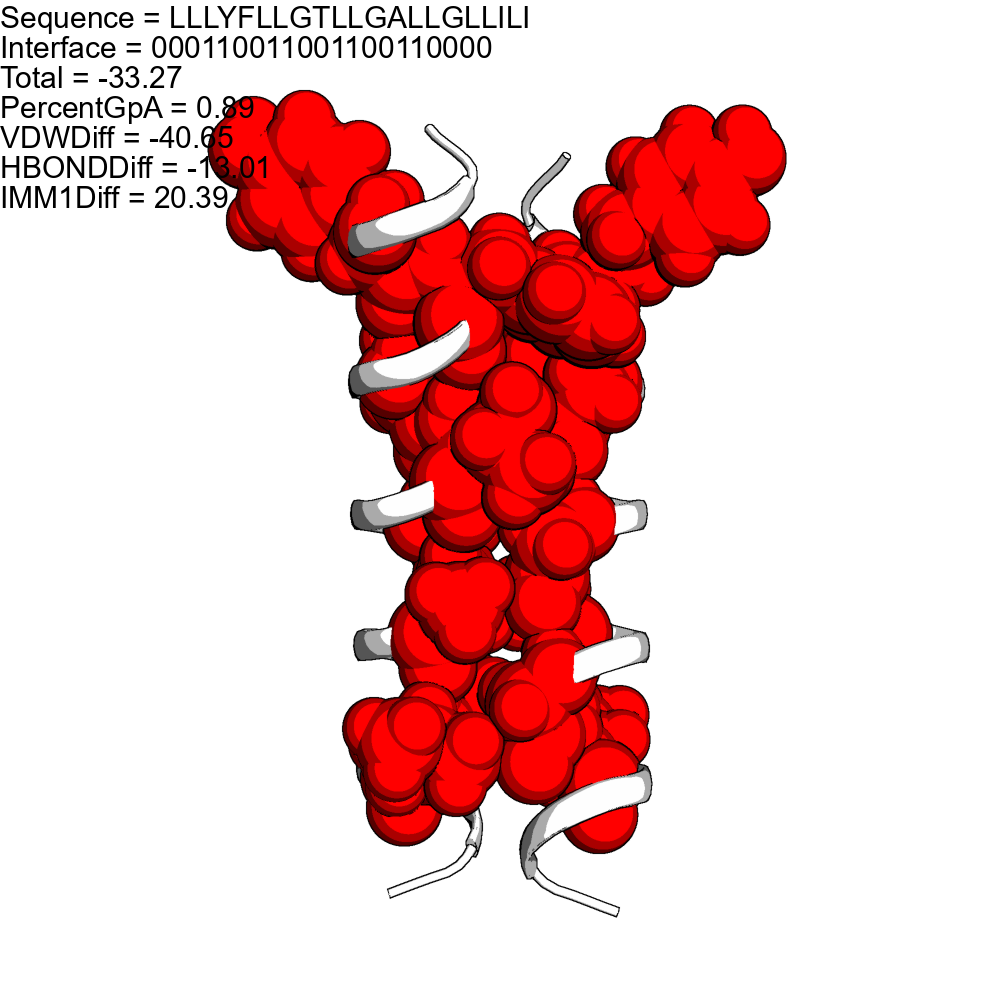 Sequence = LLLYFLLGTLLGALLGLLILI
Interface = 000110011001100110000
Total = -33.27
PercentGpA = 0.89
VDWDiff = -40.65
HBONDDiff = -13.01
IMM1Diff = 20.39